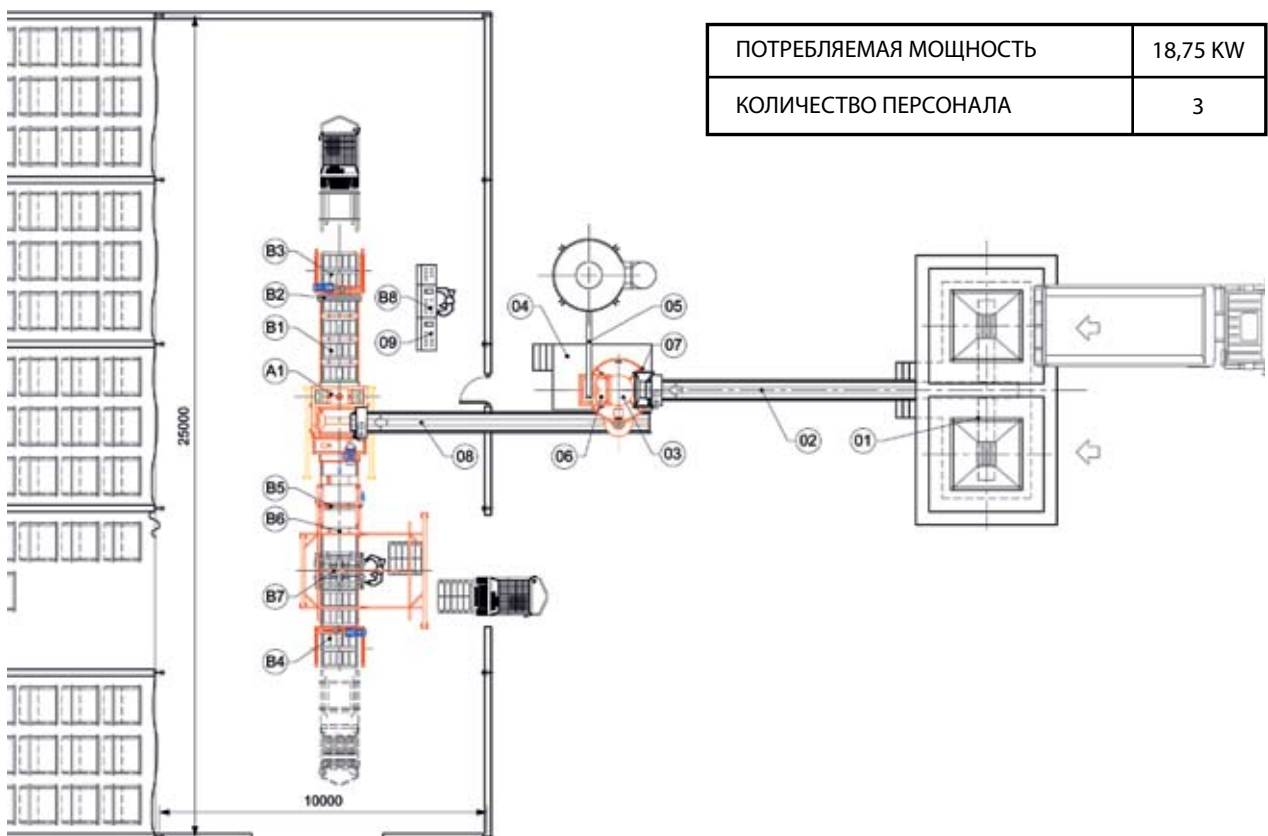 ПОТРЕБЛЯЕМАЯ МОЩНОСТЬ 18,75 KW
КОЛИЧЕСТВО ПЕРСОНАЛА 3
B3
B2
B8
B1
09
A1
04
05
07
25000
08
06
03
02
01
B5
B6
B7
B4
10000